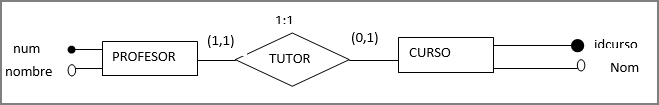 1:1
(1,1)
(0,1)
num
nombre
PROFESOR
TUTOR
CURSO
idcurso
Nom